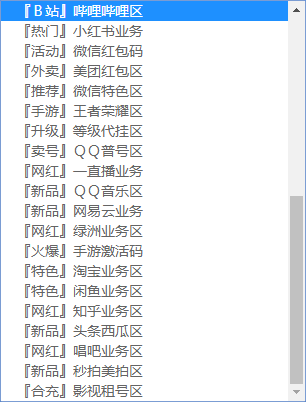 『Ｂ站』哔哩哔哩区
『热门』小红书业务
『活动』微信红包码
『外卖』美团红包区
『推荐』微信特色区
『手游』王者荣耀区
『升级』等级代挂区
『卖号』ＱＱ普号区
『网红』一直播业务
『新品』ＱＱ音乐区
『新品』网易云业务
『网红』绿洲业务区
『火爆』手游激活码
『特色』淘宝业务区
『特色』闲鱼业务区
『网红』知乎业务区
『新品』头条西瓜区
『网红』唱吧业务区
『新品』秒拍美拍区
『合充』影视租号区